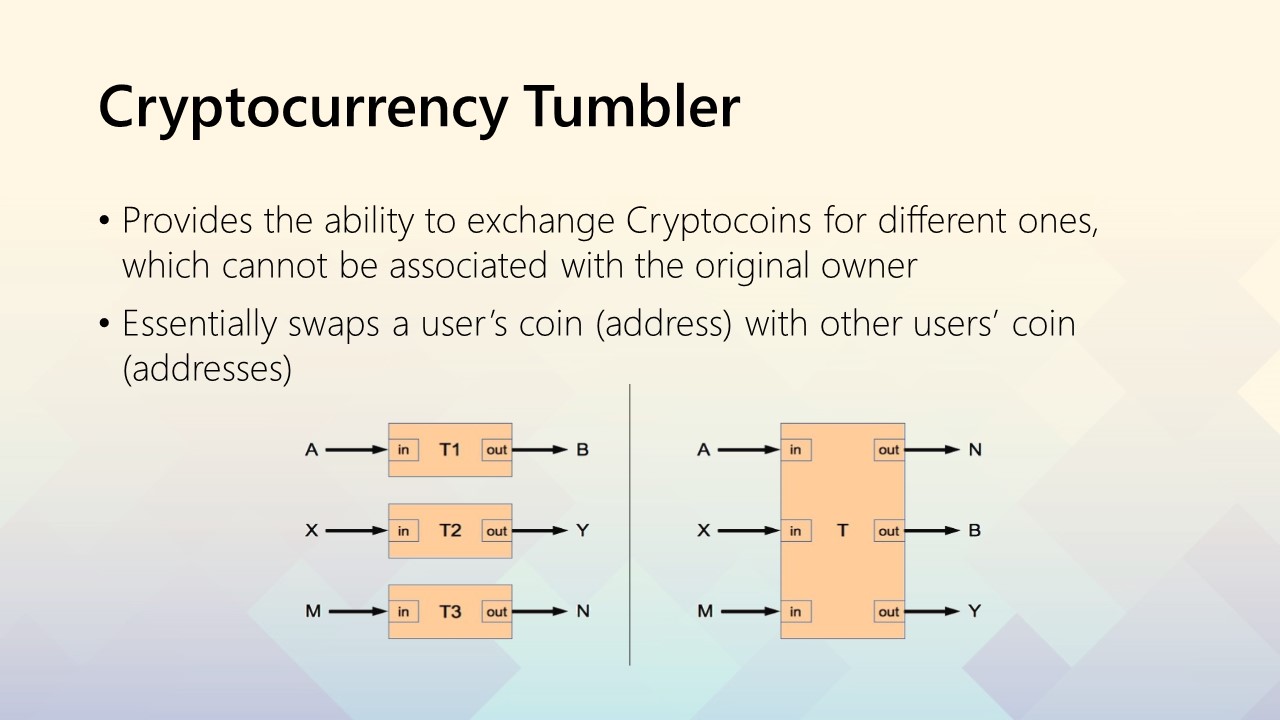 Cryptocurrency Tumbler
• Provides the ability to exchange Cryptocoins for different ones,
which cannot be associated with the original owner
• Essentially swaps a user’s coin (address) with other users’ coin
(addresses)
A in T1 out B
X in T2 out Y
M in T3 out N
A in out N
X in T out B
M in out Y